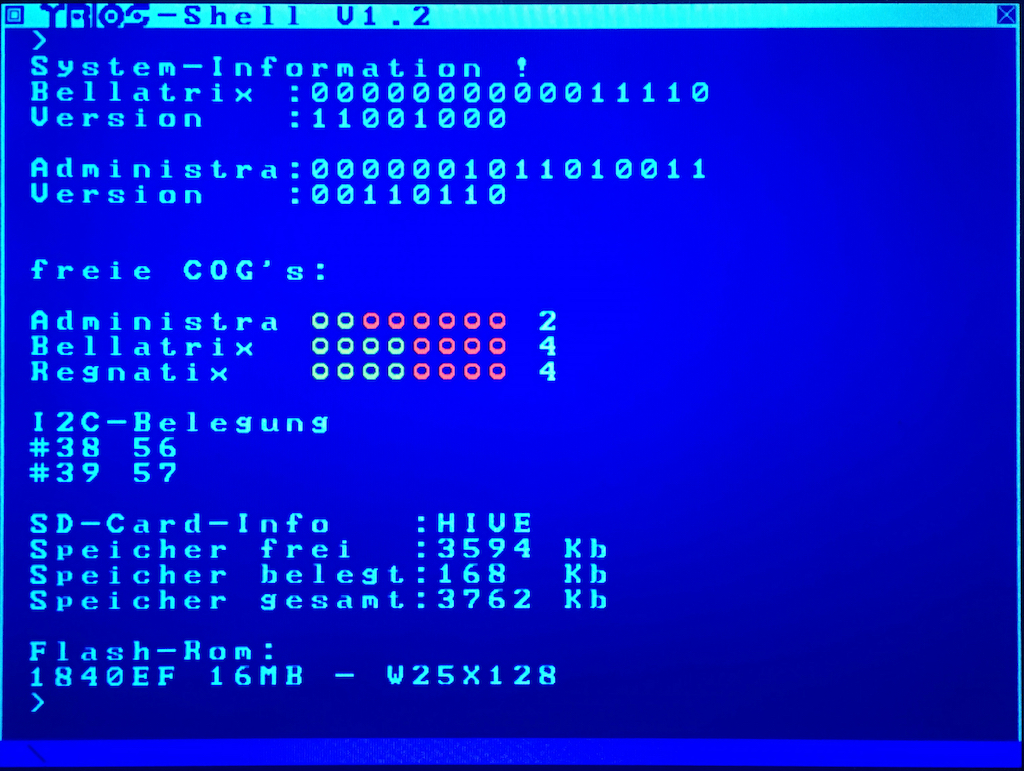 -Shell V1.2
>
System-Information !
Bellatrix :0000000000011110
Version :11001000
Administra:0000001011010011
Version :00110110
freie COG's:
Administra oooooooo 2
Bellatrix oooooooo 4
Regnatix oooooooo 4
I2C-Belegung
#38 56
#39 57
SD-Card-Info :HIVE
Speicher frei :3594 Kb
Speicher belegt:168 Kb
Speicher gesamt:3762 Kb
Flash-Rom:
1840EF 16MB - W25X128
>